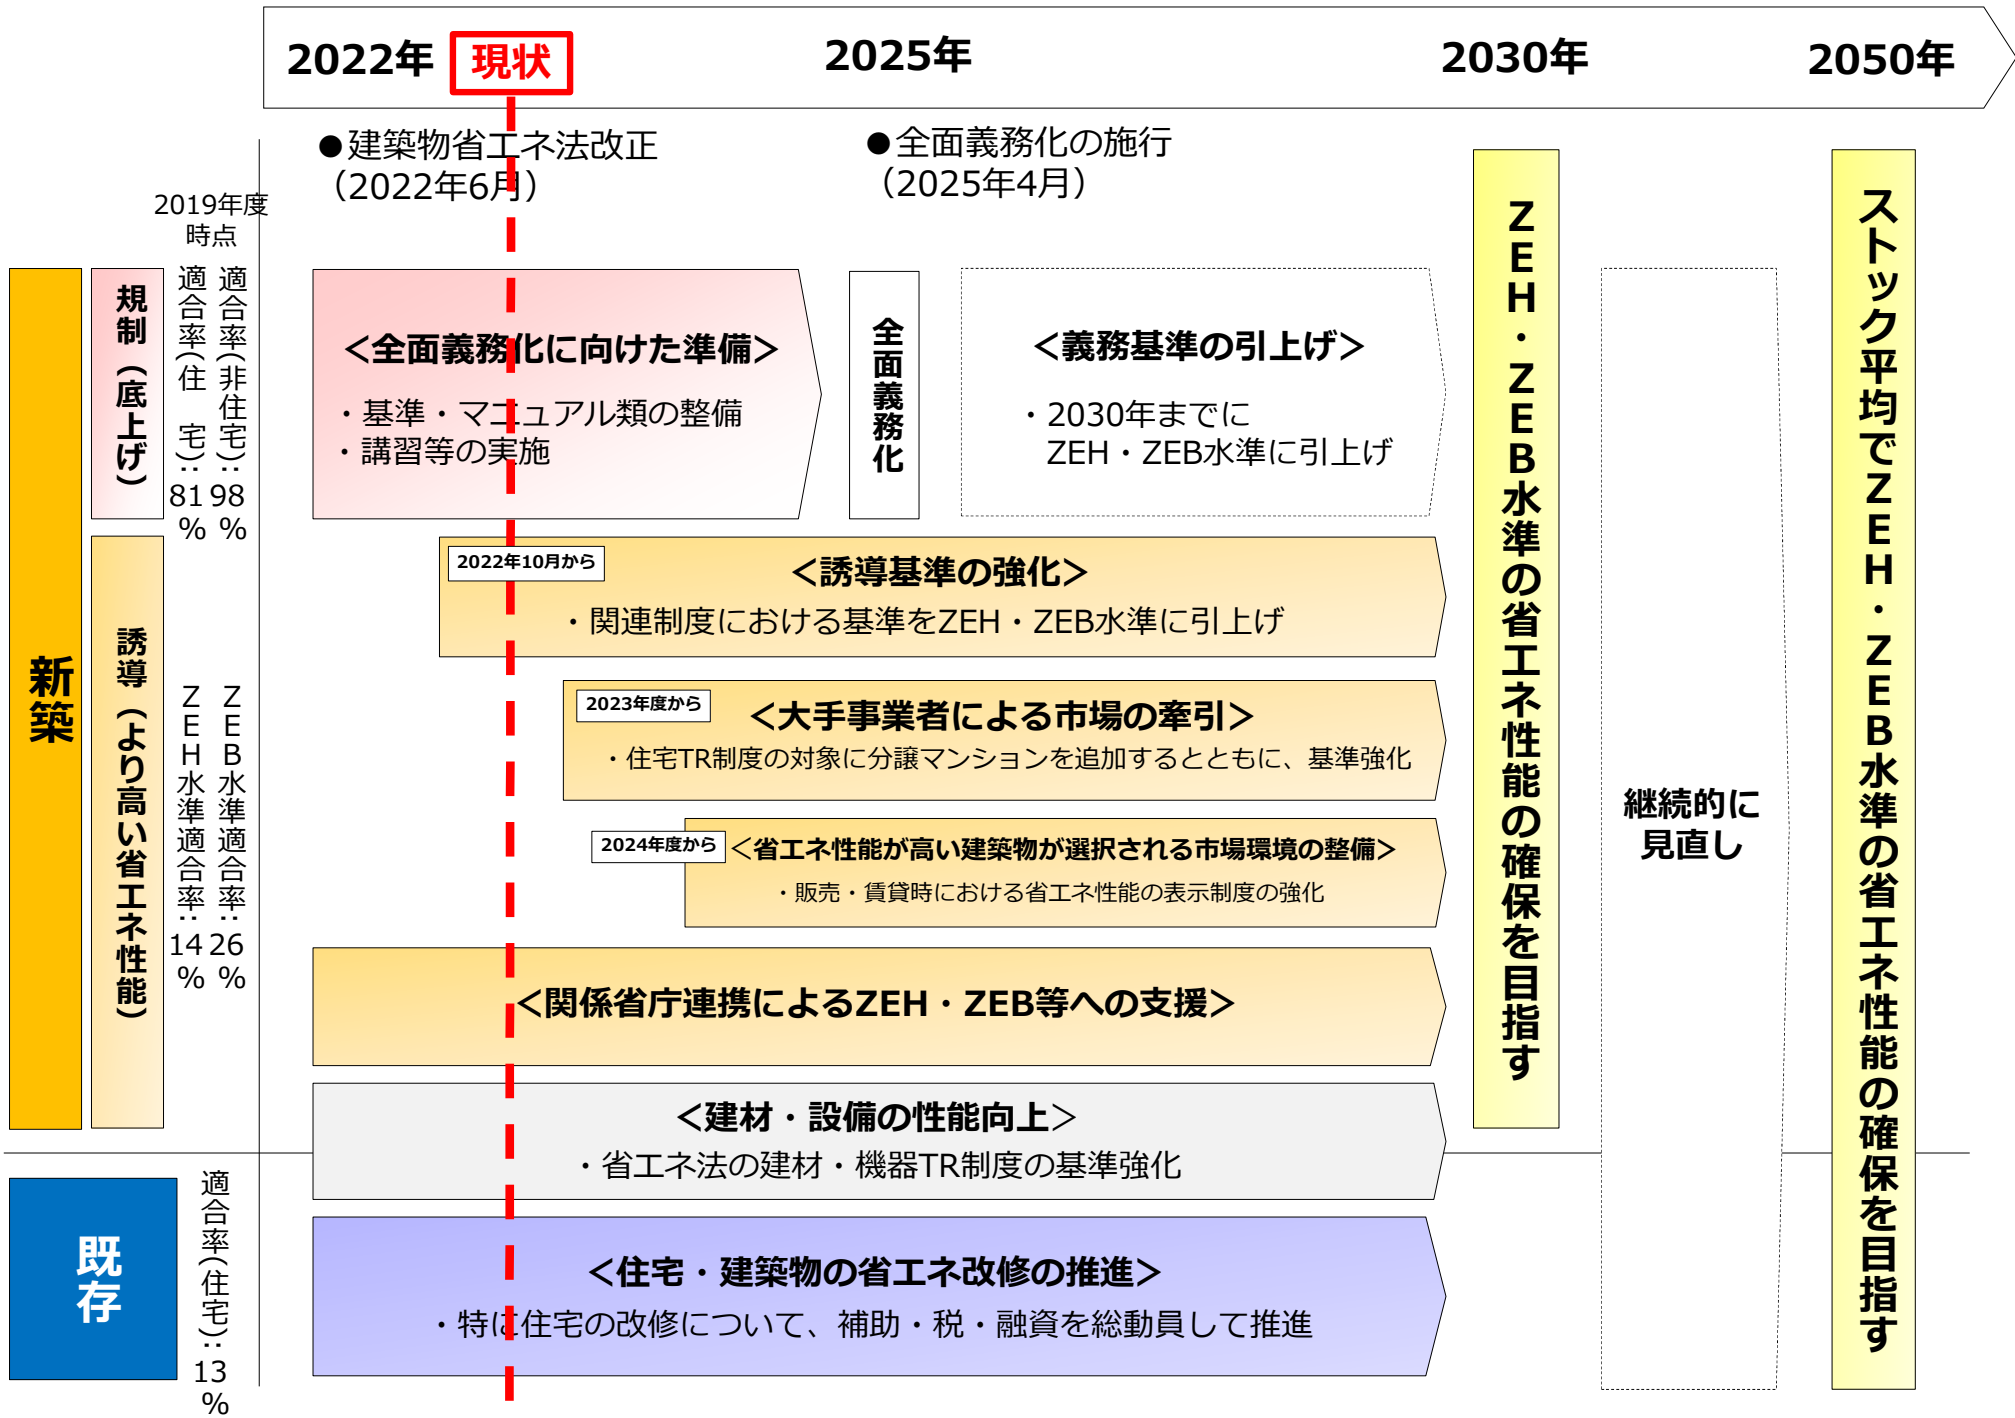 2022年
現状
2025年
2030年
2050年
●建築物省エネ法改正
（2022年6月）
●全面義務化の施行
（2025年4月）
2019年度
時点
新築
規制（底上げ）
適合率(住　宅)：81%
適合率(非住宅)：98%
＜全面義務化に向けた準備＞
・基準・マニュアル類の整備
・講習等の実施
全面義務化
＜義務基準の引上げ＞
・2030年までに
ZEH・ZEB水準に引上げ
誘導（より高い省エネ性能）
ZEH水準適合率：14%
ZEB水準適合率：26%
2022年10月から
＜誘導基準の強化＞
・関連制度における基準をZEH・ZEB水準に引上げ
2023年度から
＜大手事業者による市場の牽引＞
・住宅TR制度の対象に分譲マンションを追加するとともに、基準強化
2024年度から
＜省エネ性能が高い建築物が選択される市場環境の整備＞
・販売・賃貸時における省エネ性能の表示制度の強化
＜関係省庁連携によるZEH・ZEB等への支援＞
＜建材・設備の性能向上＞
・省エネ法の建材・機器TR制度の基準強化
既存
適合率(住宅)：13%
＜住宅・建築物の省エネ改修の推進＞
・特に住宅の改修について、補助・税・融資を総動員して推進
ZEH・ZEB水準の省エネ性能の確保を目指す
継続的に
見直し
ストック平均でZEH・ZEB水準の省エネ性能の確保を目指す